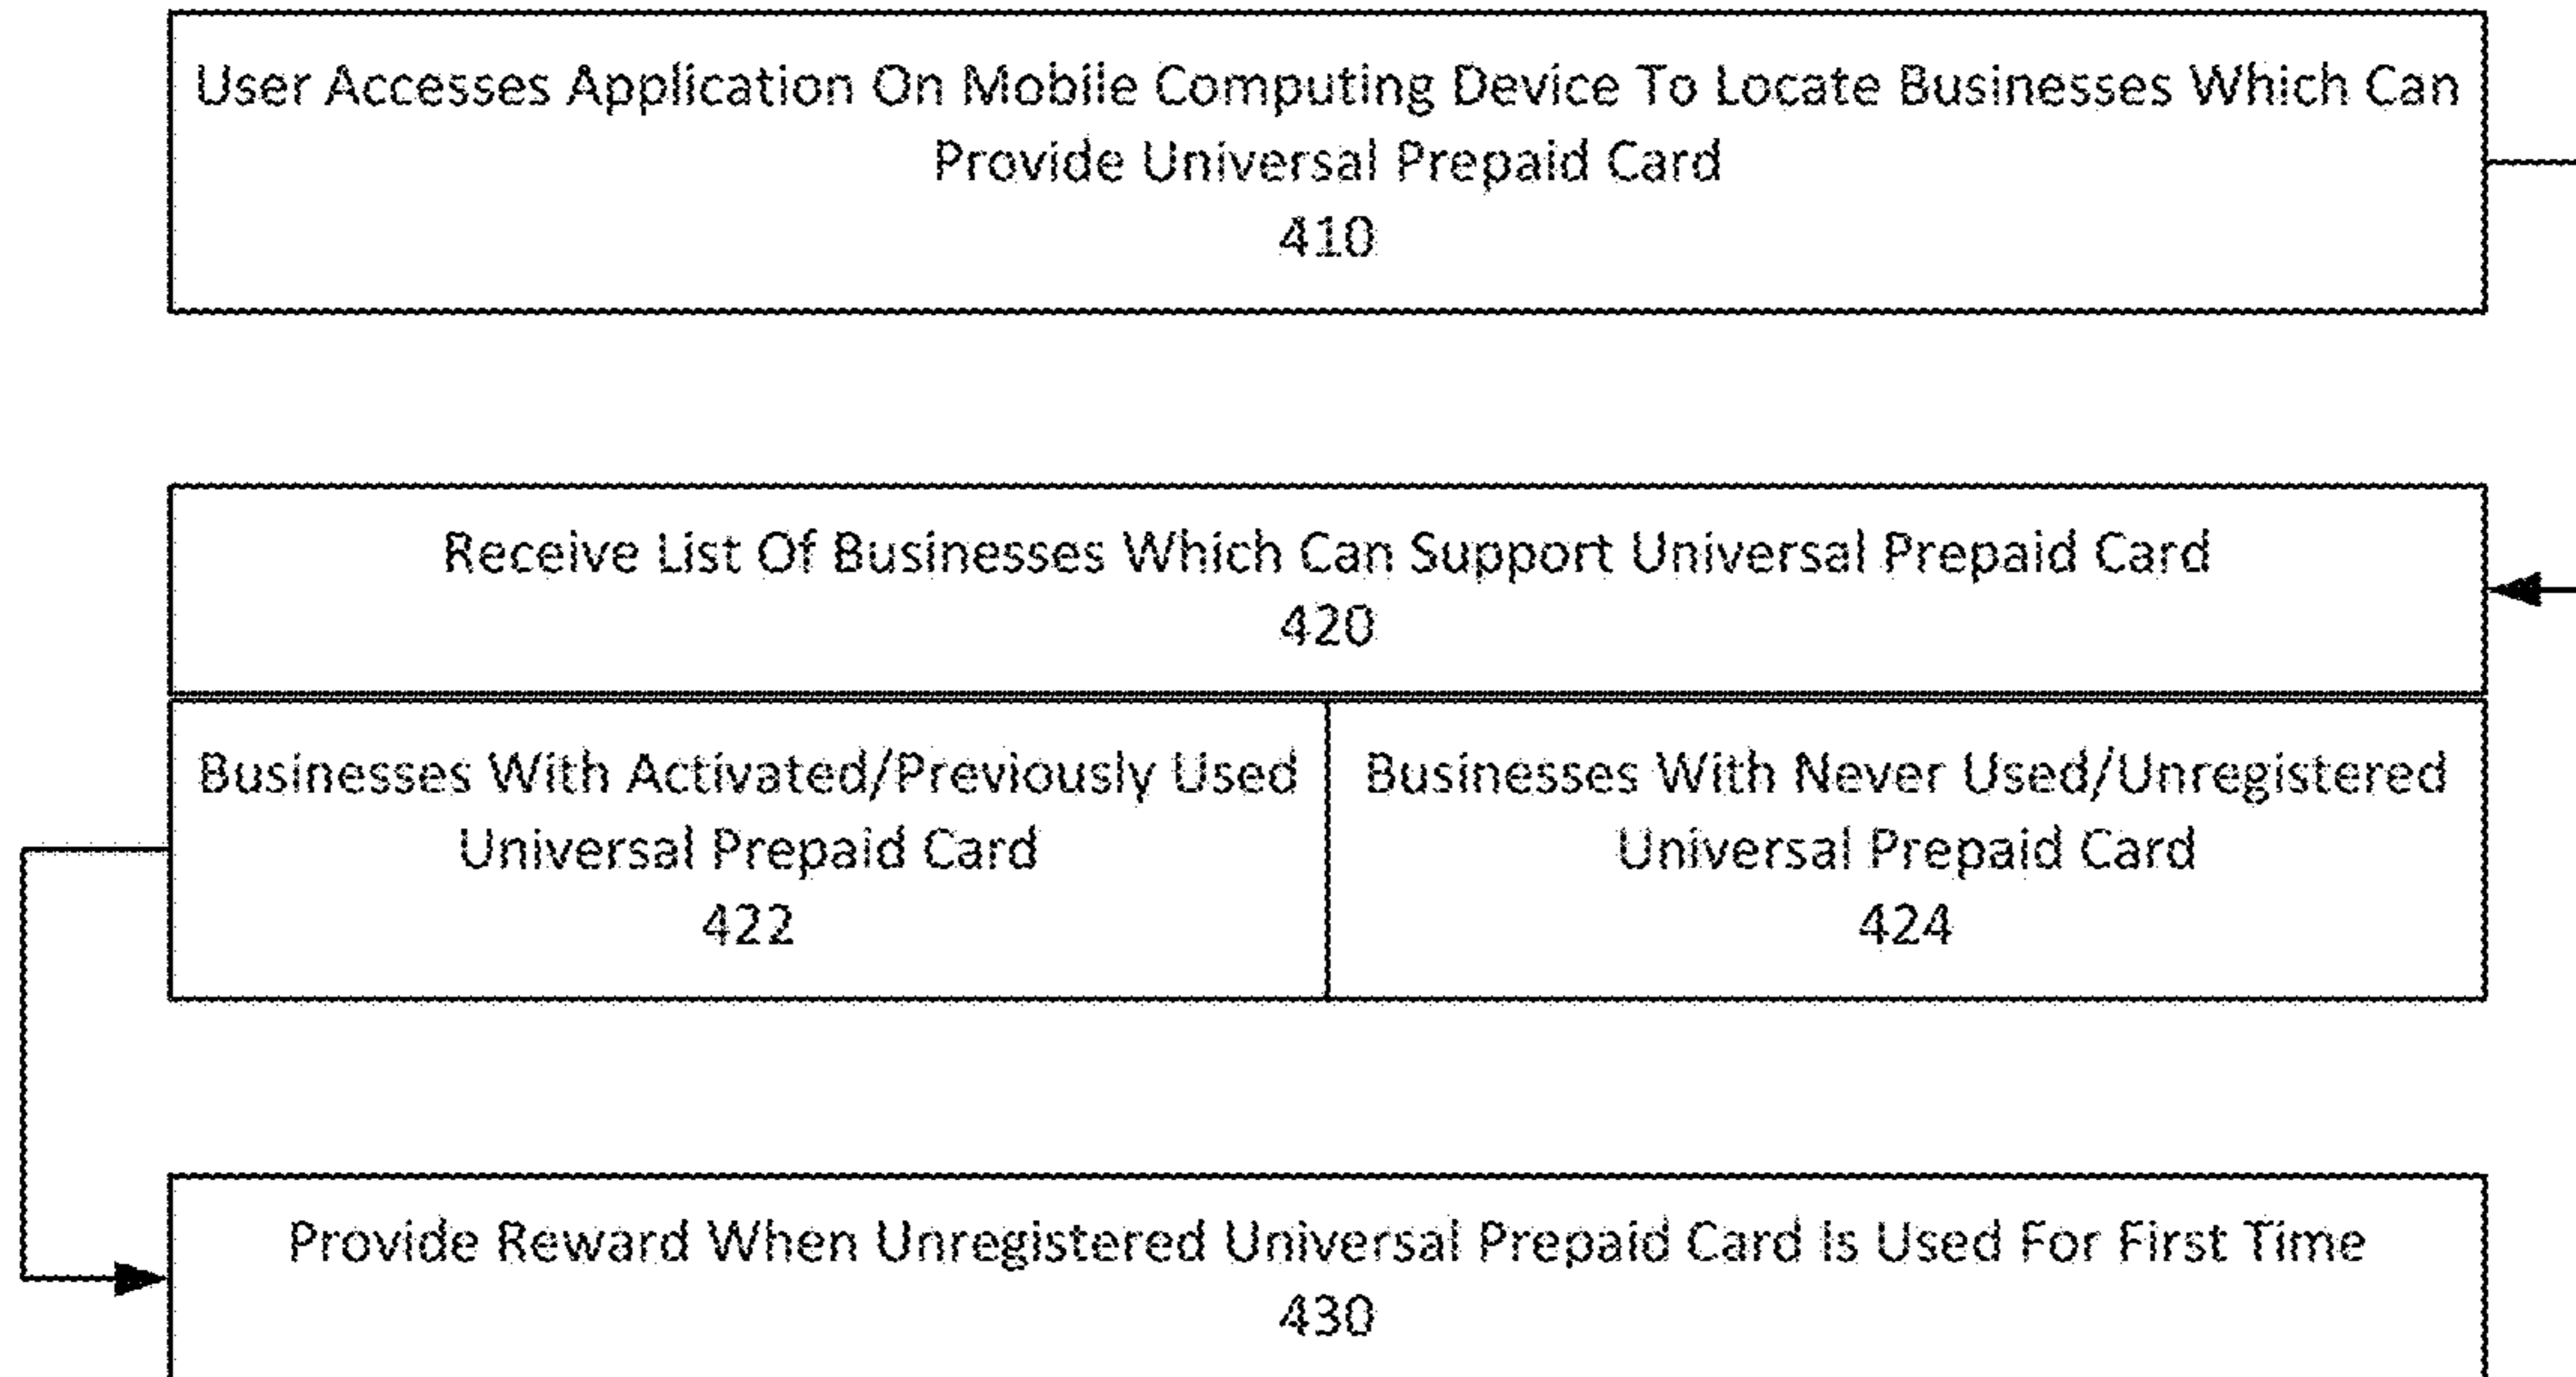 User Accesses Application On Mobile Computing Device To Locate Businesses Which Can
Provide Universal Prepaid Card
410
Receive List Of Businesses Which Can Support Universal Prepaid Card
420
Businesses With Activated/Previously Used
Universal Prepaid Card
422
Businesses With Never Used/Unregistered
Universal Prepaid Card
424
Provide Reward When Unregistered Universal Prepaid Card Is Used For First Time
430